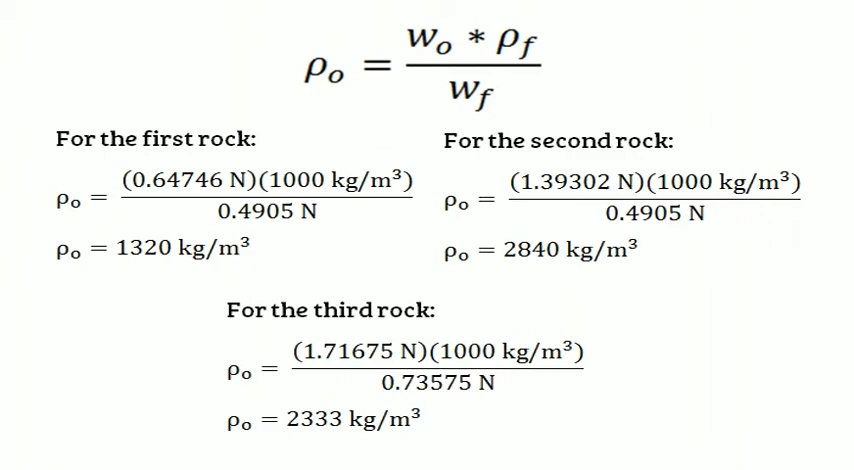 ρₒ = wₒ * ρf / wf
For the first rock:
ρₒ = (0.64746 N)(1000 kg/m³) / 0.4905 N
ρₒ = 1320 kg/m³
For the second rock:
ρₒ = (1.39302 N)(1000 kg/m³) / 0.4905 N
ρₒ = 2840 kg/m³
For the third rock:
ρₒ = (1.71675 N)(1000 kg/m³) / 0.73575 N
ρₒ = 2333 kg/m³